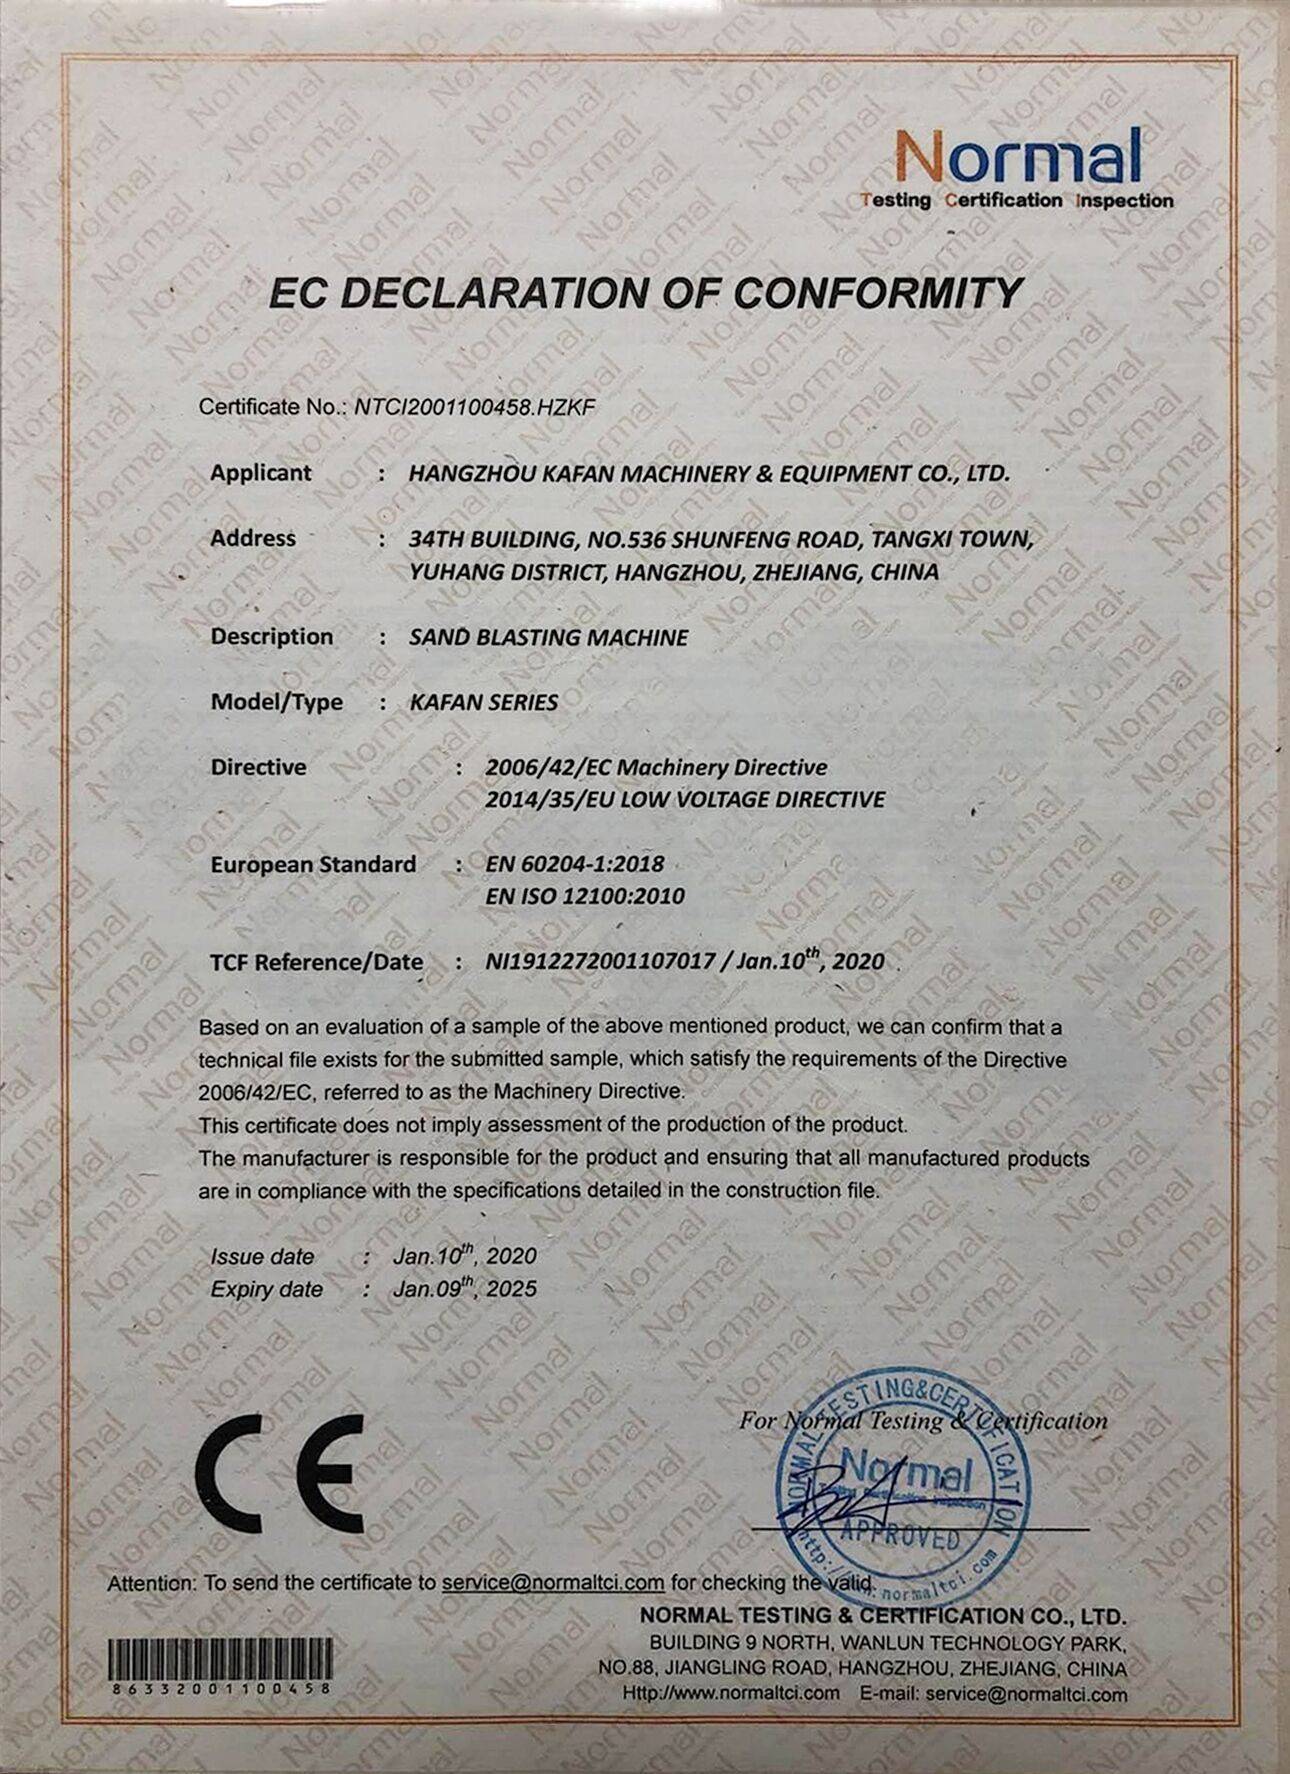 Normal
Testing Certification Inspection
EC DECLARATION OF CONFORMITY
Certificate No.: NTCI2001100458.HZKF
Applicant : HANGZHOU KAFAN MACHINERY & EQUIPMENT CO., LTD.
Address : 34TH BUILDING, NO.536 SHUNFENG ROAD, TANGXI TOWN,
YUHANG DISTRICT, HANGZHOU, ZHEJIANG, CHINA
Description : SAND BLASTING MACHINE
Model/Type : KAFAN SERIES
Directive : 2006/42/EC Machinery Directive
2014/35/EU LOW VOLTAGE DIRECTIVE
European Standard : EN 60204-1:2018
EN ISO 12100:2010
TCF Reference/Date : NI1912272001107017 / Jan.10th, 2020
Based on an evaluation of a sample of the above mentioned product, we can confirm that a
technical file exists for the submitted sample, which satisfy the requirements of the Directive
2006/42/EC, referred to as the Machinery Directive.
This certificate does not imply assessment of the production of the product.
The manufacturer is responsible for the product and ensuring that all manufactured products
are in compliance with the specifications detailed in the construction file.
Issue date : Jan.10th, 2020
Expiry date : Jan.09th, 2025
CE
For Normal Testing & Certification
NORMAL TESTING&CERTIFICATION
Normal
Testing Certification Inspection
APPROVED
Attention: To send the certificate to service@normaltci.com for checking the valid.
NORMAL TESTING & CERTIFICATION CO., LTD.
BUILDING 9 NORTH, WANLUN TECHNOLOGY PARK,
NO.88, JIANGLING ROAD, HANGZHOU, ZHEJIANG, CHINA
Http://www.normaltci.com E-mail: service@normaltci.com
86332001100458